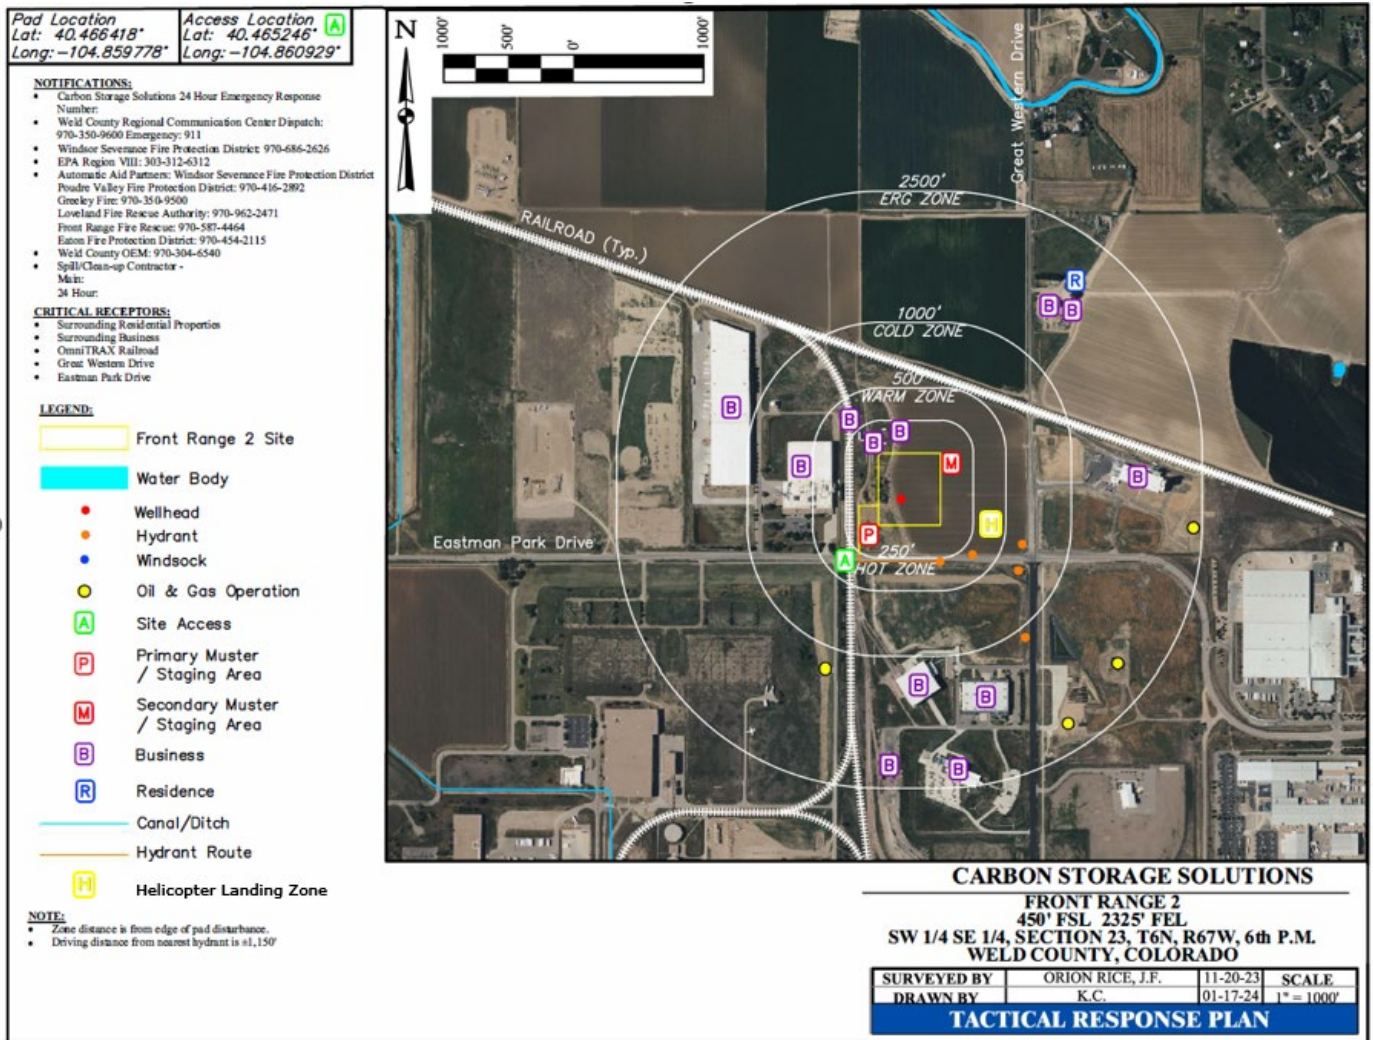 Pad Location
Lat: 40.466418°
Long: -104.859778°
Access Location A
Lat: 40.465246°
Long: -104.860929°
NOTIFICATIONS:
• Carbon Storage Solutions 24 Hour Emergency Response
Number:
• Weld County Regional Communication Center Dispatch:
970-350-9600 Emergency: 911
• Windsor Severance Fire Protection District: 970-686-2626
• EPA Region VIII: 303-312-6312
• Automatic Aid Partners: Windsor Severance Fire Protection District
Poudre Valley Fire Protection District: 970-416-2892
Greeley Fire: 970-350-9500
Loveland Fire Rescue Authority: 970-962-2471
Front Range Fire Rescue: 970-587-4464
Eaton Fire Protection District: 970-454-2115
• Weld County OEM: 970-304-6540
• Spill/Clean-up Contractor -
Main:
24 Hour:
CRITICAL RECEPTORS:
• Surrounding Residential Properties
• Surrounding Business
• OmniTRAX Railroad
• Great Western Drive
• Eastman Park Drive
LEGEND:
Front Range 2 Site
Water Body
Wellhead
Hydrant
Windsock
Oil & Gas Operation
A Site Access
P Primary Muster
/ Staging Area
M Secondary Muster
/ Staging Area
B Business
R Residence
Canal/Ditch
Hydrant Route
H Helicopter Landing Zone
NOTE:
• Zone distance is from edge of pad disturbance.
• Driving distance from nearest hydrant is ±1,150'
N
1000'
500'
0'
1000'
Great Western Drive
2500'
ERG ZONE
RAILROAD (Typ.)
R
B B
1000'
COLD ZONE
500'
WARM ZONE
B
B
B
B
B
M
B
H
P
Eastman Park Drive
A
250'
HOT ZONE
B
B
B
B
CARBON STORAGE SOLUTIONS
FRONT RANGE 2
450' FSL 2325' FEL
SW 1/4 SE 1/4, SECTION 23, T6N, R67W, 6th P.M.
WELD COUNTY, COLORADO
SURVEYED BY ORION RICE, J.F. 11-20-23 SCALE
DRAWN BY K.C. 01-17-24 1" = 1000'
TACTICAL RESPONSE PLAN